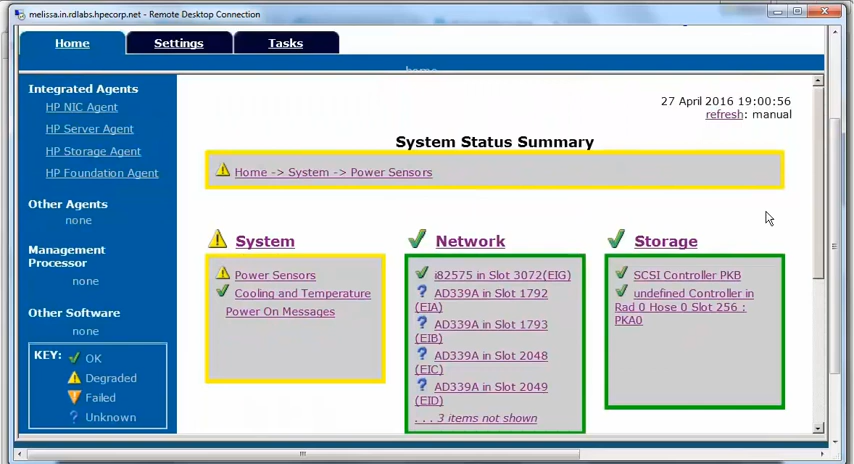 melissa.in.rdlabs.hpecorp.net - Remote Desktop Connection
Home
Settings
Tasks
home
Integrated Agents
HP NIC Agent
HP Server Agent
HP Storage Agent
HP Foundation Agent
Other Agents
none
Management
Processor
none
Other Software
none
KEY:
OK
Degraded
Failed
? Unknown
27 April 2016 19:00:56
refresh: manual
System Status Summary
Home -> System -> Power Sensors
System
Power Sensors
Cooling and Temperature
Power On Messages
Network
i82575 in Slot 3072(EIG)
? AD339A in Slot 1792
(EIA)
? AD339A in Slot 1793
(EIB)
? AD339A in Slot 2048
(EIC)
? AD339A in Slot 2049
(EID)
. . . 3 items not shown
Storage
SCSI Controller PKB
undefined Controller in
Rad 0 Hose 0 Slot 256 :
PKA0